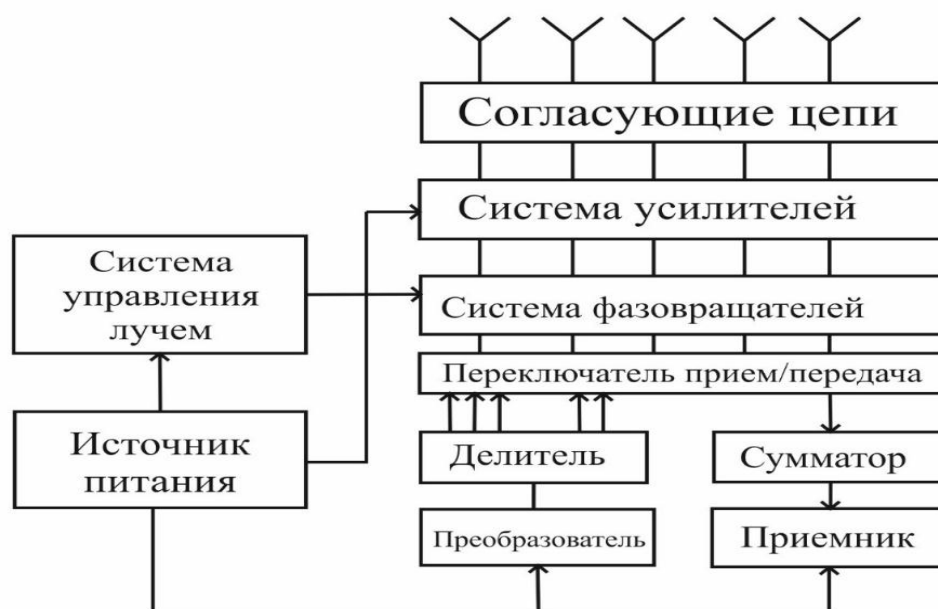 Согласующие цепи
Система усилителей
Система
управления
лучем
Система фазовращателей
Переключатель прием/передача
Источник
питания
Делитель
Сумматор
Преобразователь
Приемник